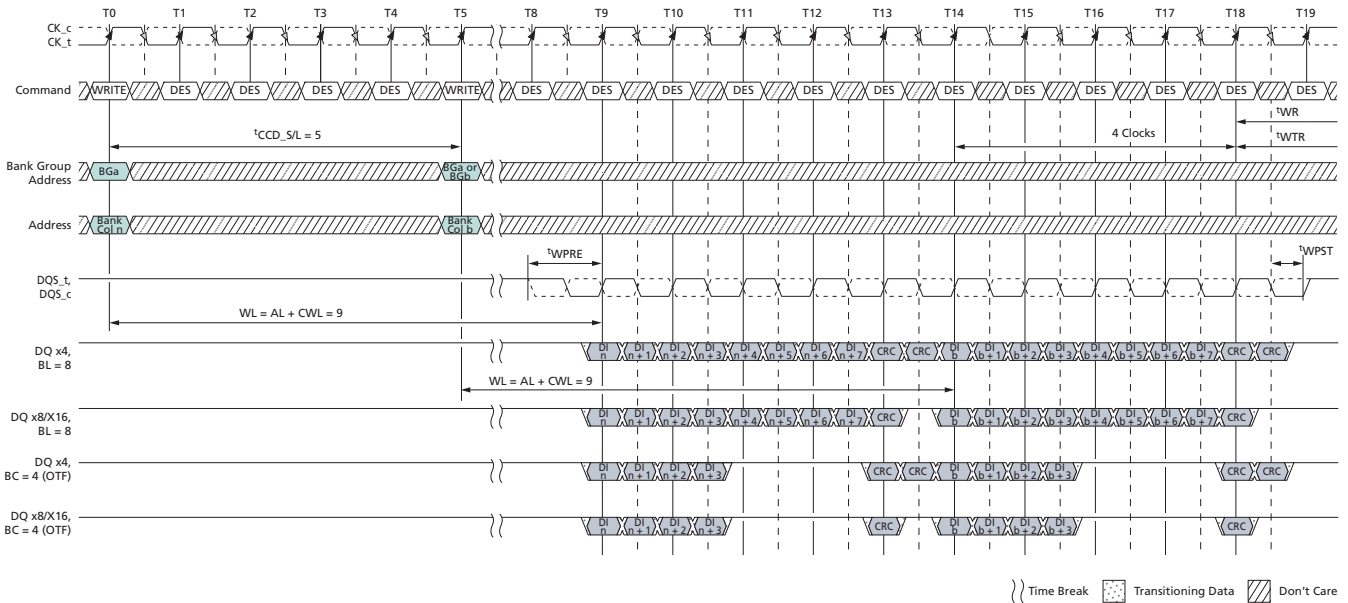 T0 T1 T2 T3 T4 T5 T8 T9 T10 T11 T12 T13 T14 T15 T16 T17 T18 T19
CK_c
CK_t
Command WRITE DES DES DES DES WRITE DES DES DES DES DES DES DES DES DES DES DES DES
tWR
tCCD_S/L = 5 4 Clocks tWTR
Bank Group
Address
BGa
BGa or
BGb
Address
Bank
Col n
Bank
Col b
tWPRE tWPST
DQS_t,
DQS_c
WL = AL + CWL = 9
DQ x4,
BL = 8
DI n DI n + 1 DI n + 2 DI n + 3 DI n + 4 DI n + 5 DI n + 6 DI n + 7 CRC CRC DI b DI b + 1 DI b + 2 DI b + 3 DI b + 4 DI b + 5 DI b + 6 DI b + 7 CRC CRC
WL = AL + CWL = 9
DQ x8/X16,
BL = 8
DI n DI n + 1 DI n + 2 DI n + 3 DI n + 4 DI n + 5 DI n + 6 DI n + 7 CRC DI b DI b + 1 DI b + 2 DI b + 3 DI b + 4 DI b + 5 DI b + 6 DI b + 7 CRC
DQ x4,
BC = 4 (OTF)
DI n DI n + 1 DI n + 2 DI n + 3 CRC CRC DI b DI b + 1 DI b + 2 DI b + 3 CRC CRC
DQ x8/X16,
BC = 4 (OTF)
DI n DI n + 1 DI n + 2 DI n + 3 CRC DI b DI b + 1 DI b + 2 DI b + 3 CRC
Time Break Transitioning Data Don't Care